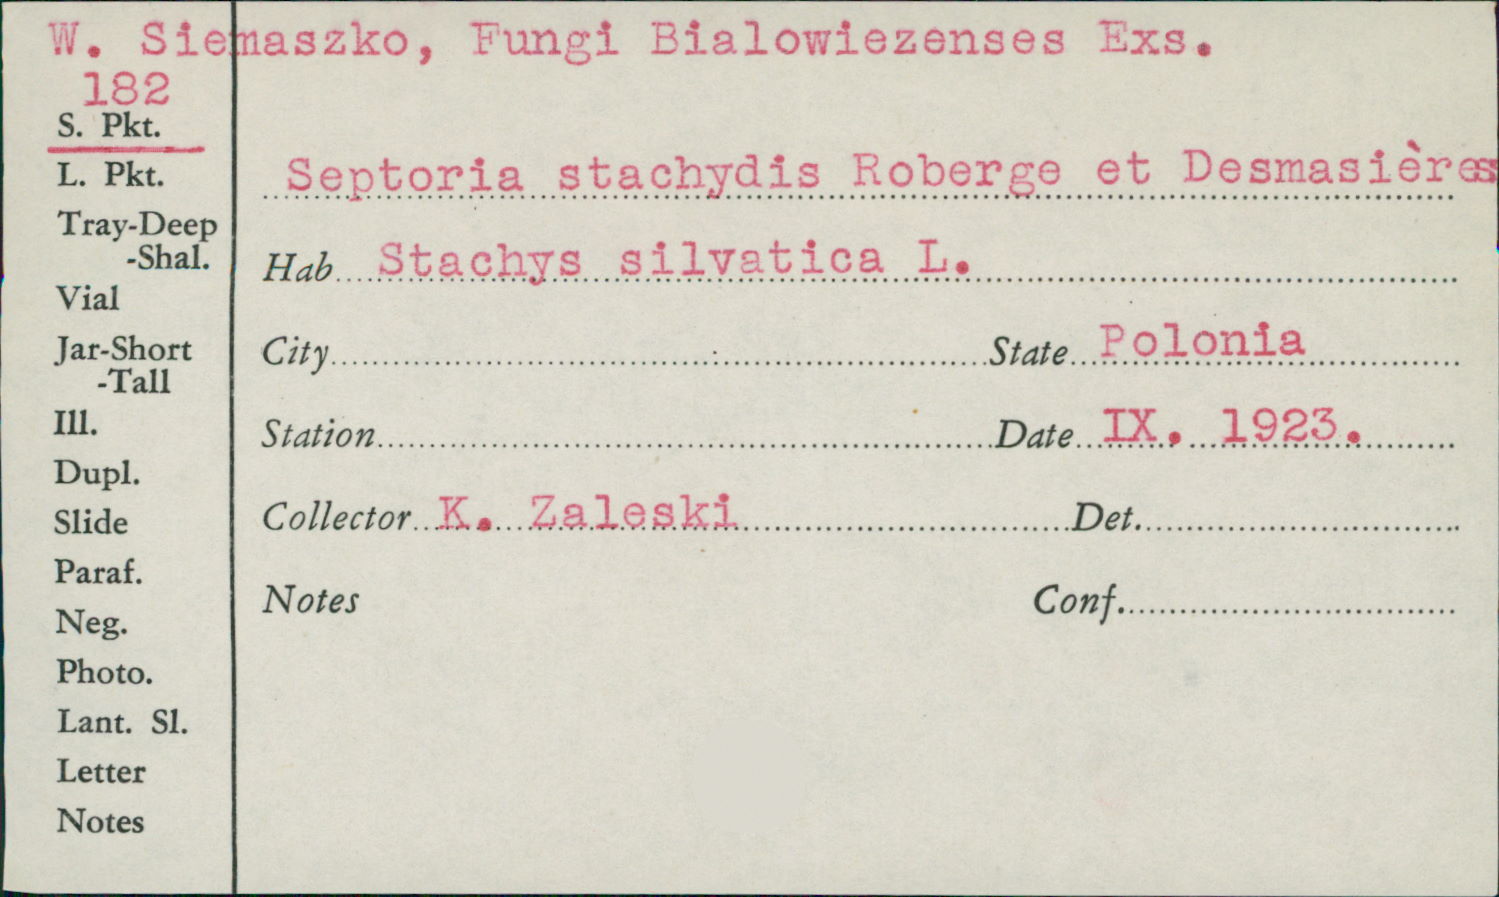 W. Siemaszko, Fungi Bialowiezenses Exs.
182
S. Pkt.
L. Pkt.
Tray-Deep
-Shal.
Vial
Jar-Short
-Tall
Ill.
Dupl.
Slide
Paraf.
Neg.
Photo.
Lant. Sl.
Letter
Notes
Septoria stachydis Roberge et Desmasières
Hab Stachys silvatica L.
City State Polonia
Station Date IX. 1923.
Collector K. Zaleski Det.
Notes Conf.